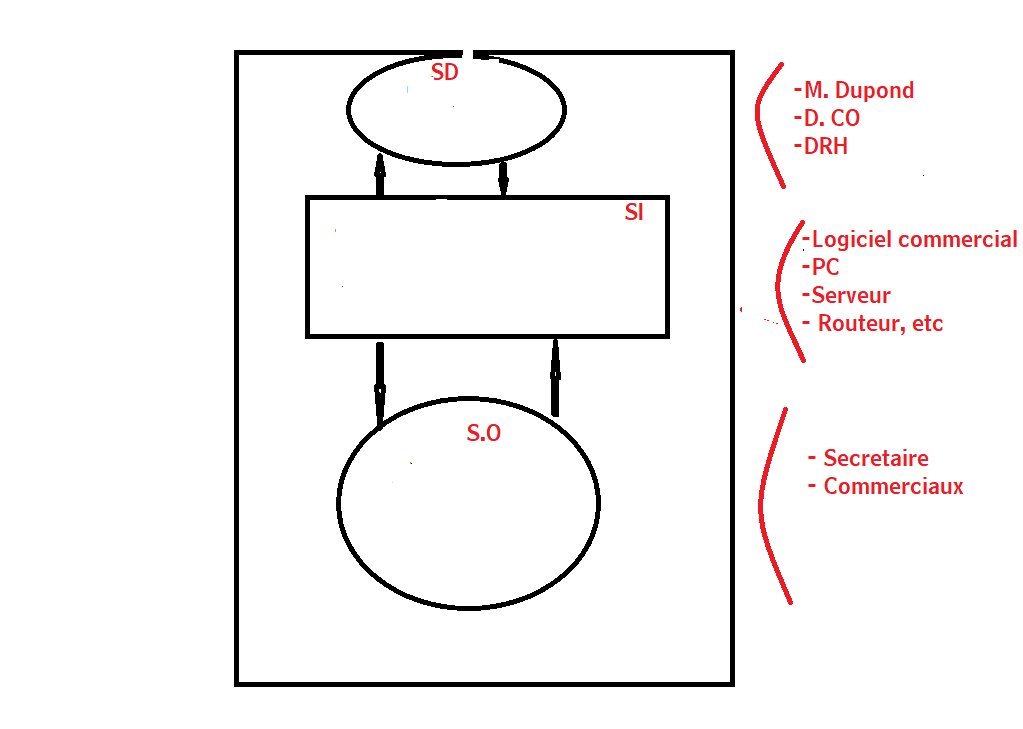 SD
-M. Dupond
-D. CO
-DRH
SI
-Logiciel commercial
-PC
-Serveur
- Routeur, etc
S.O
- Secretaire
- Commerciaux